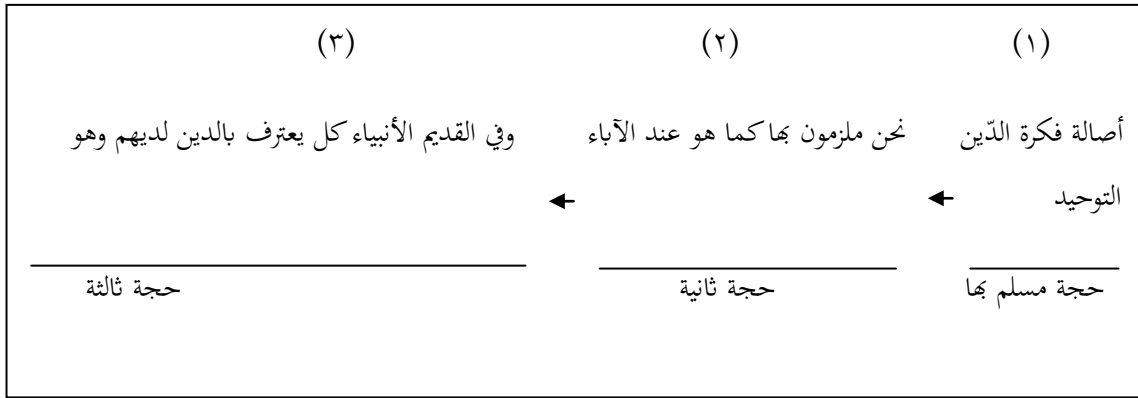 (١) (٢) (٣)
أصالة فكرة الدّين نحن ملزمون بها كما هو عند الآباء وفي القديم الأنبياء كل يعترف بالدين لديهم وهو
التوحيد
حجة مسلم بها حجة ثانية حجة ثالثة